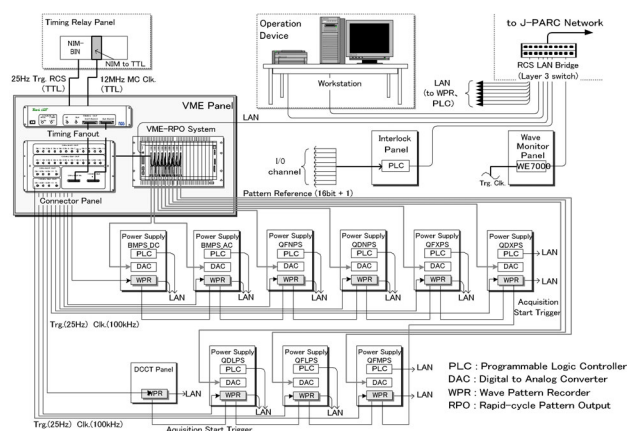 Timing Relay Panel
NIM-
BIN
NIM to TTL
25Hz Trg. RCS
(TTL)
12MHz MC Clk.
(TTL)
Operation
Device
Workstation
to J-PARC Network
RCS LAN Bridge
(Layer 3 switch)
LAN
(to WPR,
PLC)
LAN
VME Panel
Timing Fanout
VME-RPO System
Connector Panel
I/O
channel
Interlock
Panel
PLC
Wave
Monitor
Panel
WE7000
Trg. Clk.
Pattern Reference (16bit + 1)
Power Supply
BMPS_DC
PLC
DAC
WPR
LAN
Power Supply
BMPS_AC
PLC
DAC
WPR
LAN
Power Supply
QFNPS
PLC
DAC
WPR
LAN
Power Supply
QDNPS
PLC
DAC
WPR
LAN
Power Supply
QFXPS
PLC
DAC
WPR
LAN
Power Supply
QDXPS
PLC
DAC
WPR
LAN
LAN
Acquisition
Start Trigger
Trg.(25Hz) Clk.(100kHz)
DCCT Panel
WPR
LAN
Power Supply
QDLPS
PLC
DAC
WPR
LAN
Power Supply
QFLPS
PLC
DAC
WPR
LAN
Power Supply
QFMPS
PLC
DAC
WPR
LAN
LAN
Trg.(25Hz) Clk.(100kHz)
Acquisition Start Trigger
PLC : Programmable Logic Controller
DAC : Digital to Analog Converter
WPR : Wave Pattern Recorder
RPO : Rapid-cycle Pattern Output